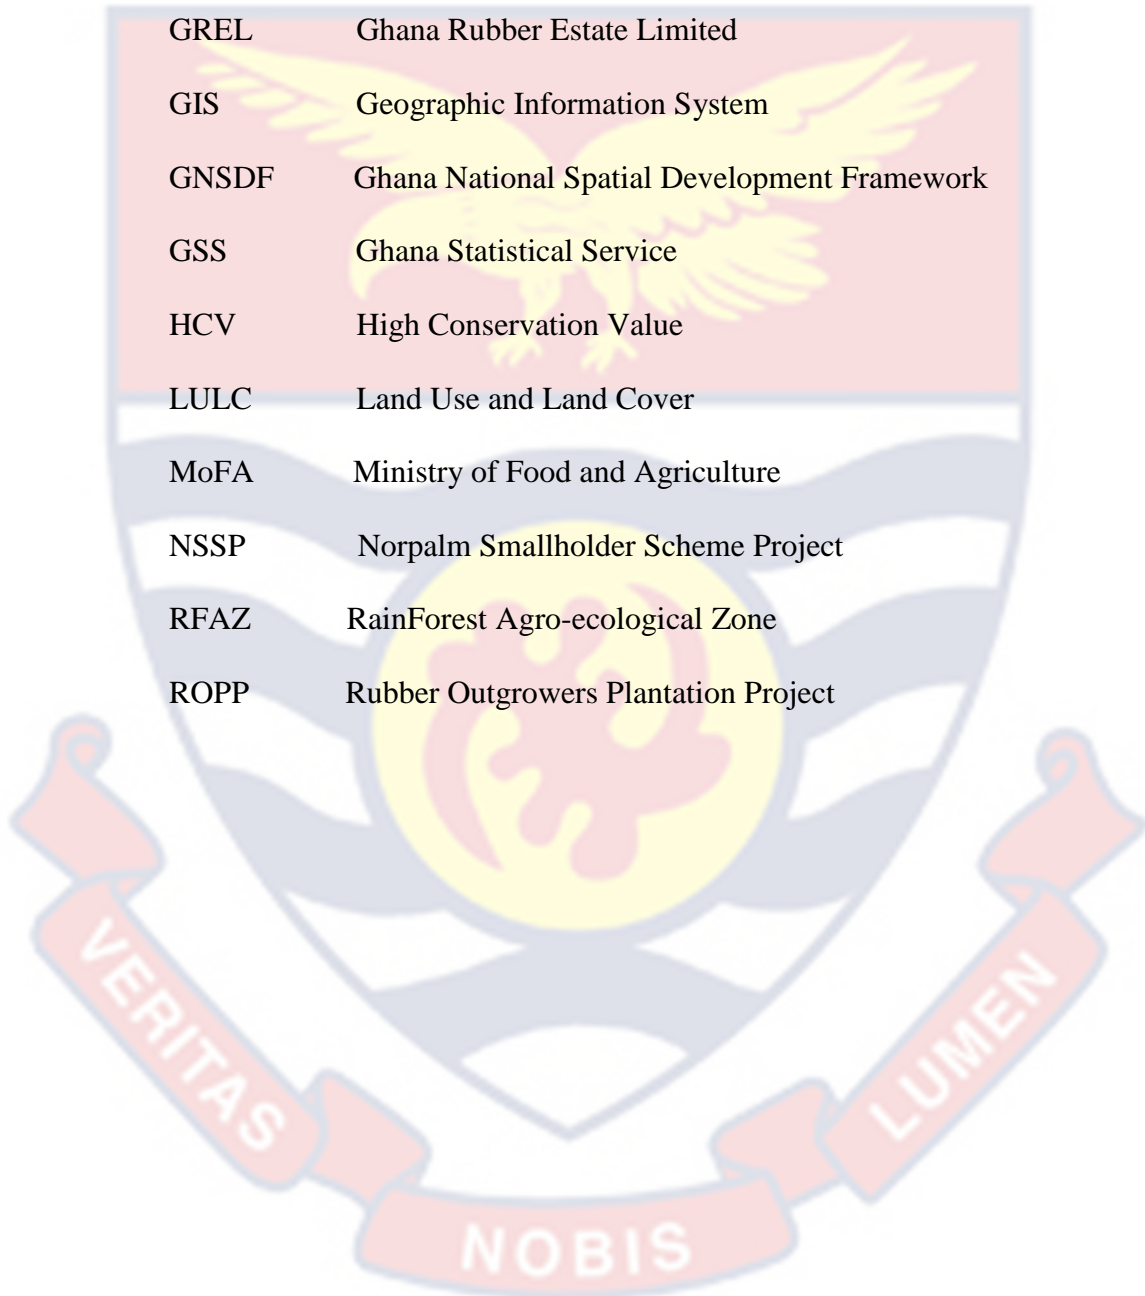 GREL Ghana Rubber Estate Limited
GIS Geographic Information System
GNSDF Ghana National Spatial Development Framework
GSS Ghana Statistical Service
HCV High Conservation Value
LULC Land Use and Land Cover
MoFA Ministry of Food and Agriculture
NSSP Norpalm Smallholder Scheme Project
RFAZ RainForest Agro-ecological Zone
ROPP Rubber Outgrowers Plantation Project
VERITAS
NOBIS
LUMEN